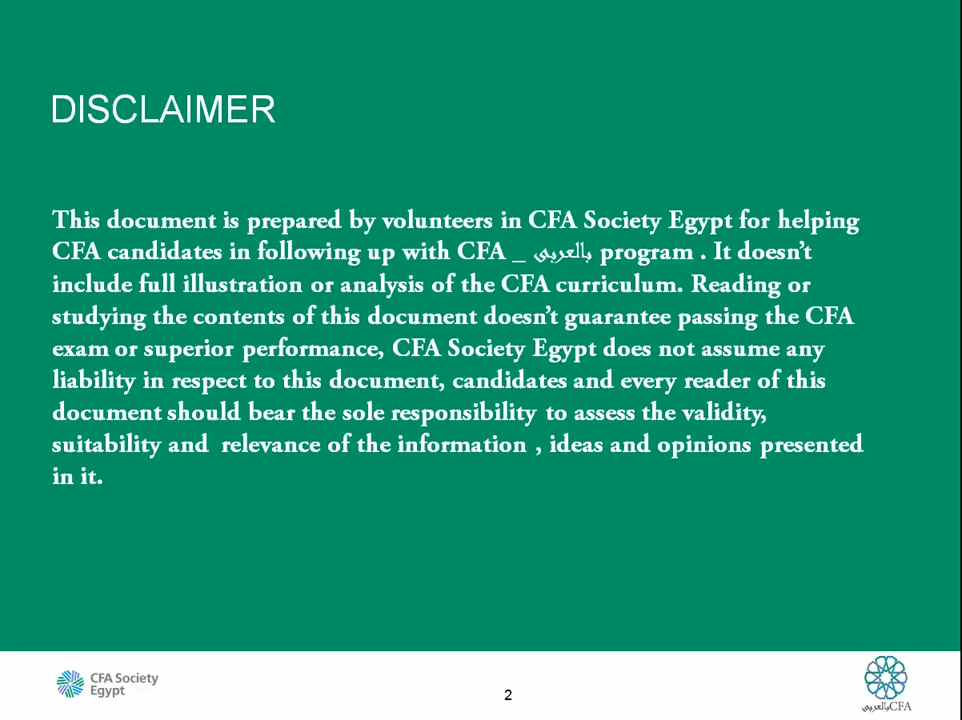 DISCLAIMER
This document is prepared by volunteers in CFA Society Egypt for helping
CFA candidates in following up with CFA _ بالعربى program . It doesn’t
include full illustration or analysis of the CFA curriculum. Reading or
studying the contents of this document doesn’t guarantee passing the CFA
exam or superior performance, CFA Society Egypt does not assume any
liability in respect to this document, candidates and every reader of this
document should bear the sole responsibility to assess the validity,
suitability and  relevance of the information , ideas and opinions presented
in it.
CFA Society
Egypt
2
بالعربي CFA